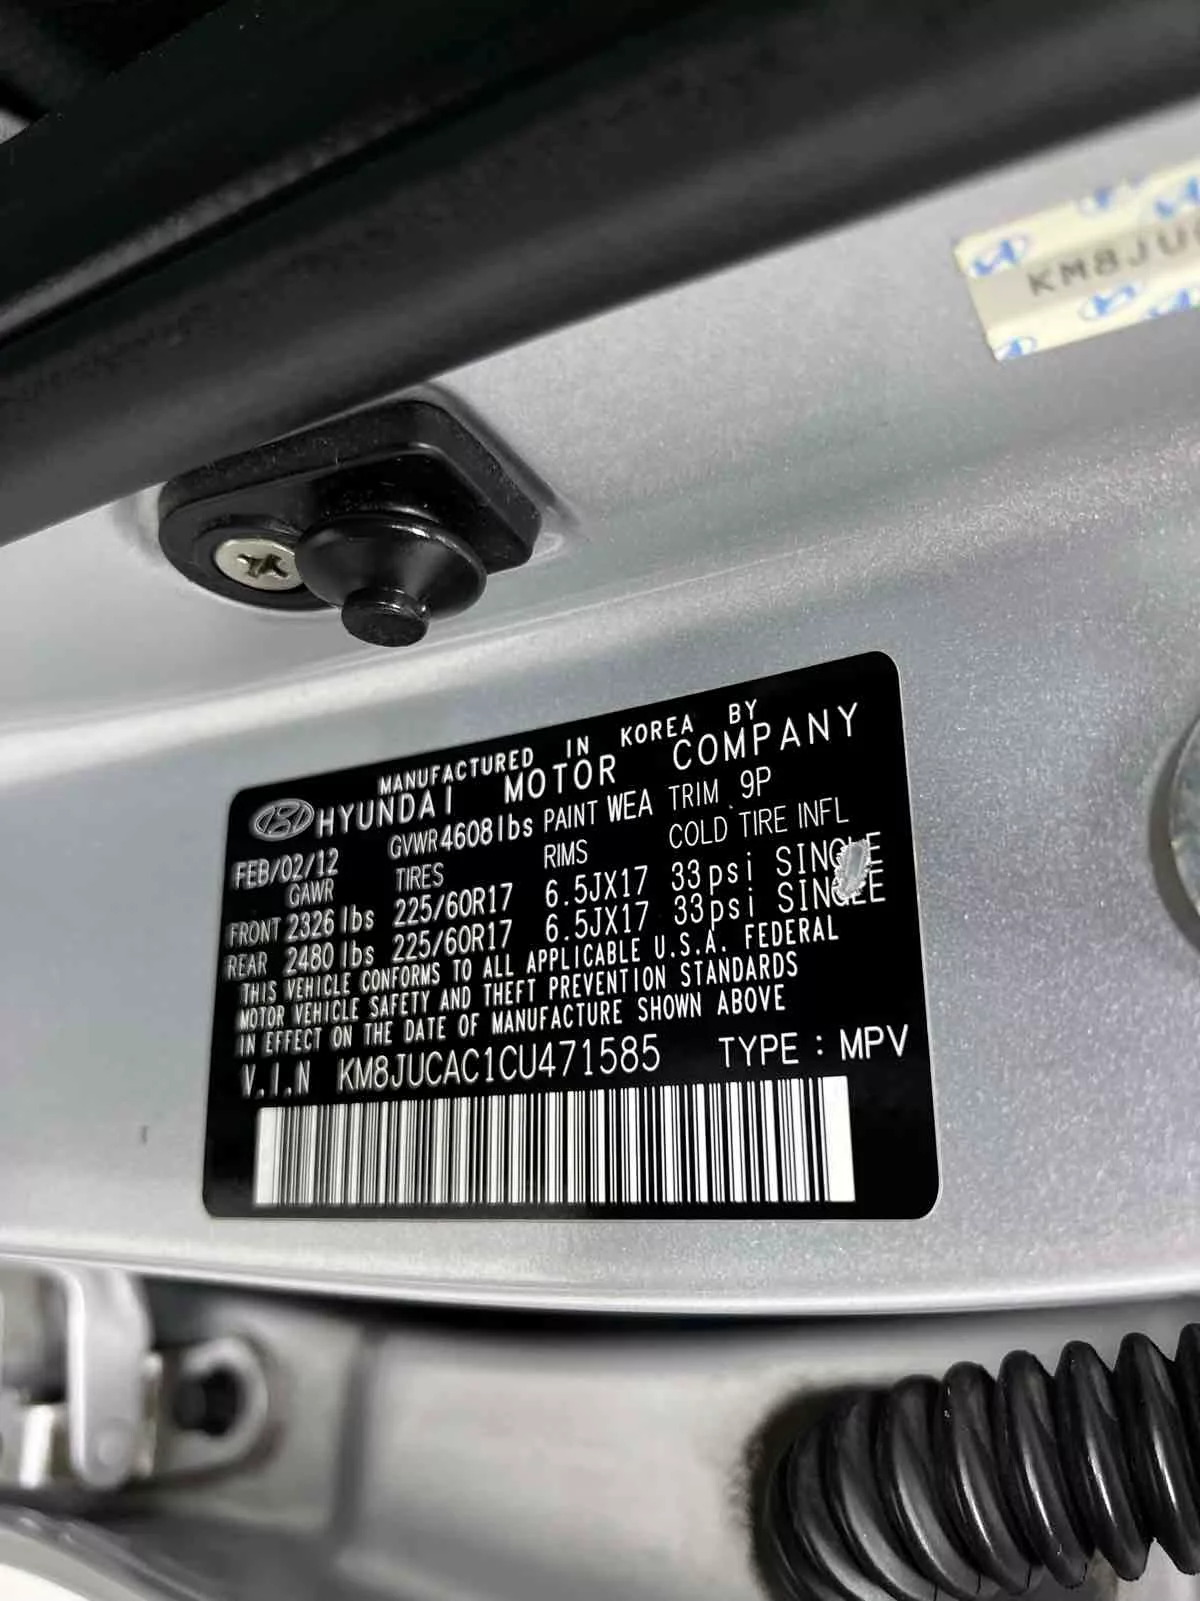 KM8JU
MANUFACTURED IN KOREA BY
HYUNDAI MOTOR COMPANY
FEB/02/12 GVWR 4608lbs PAINT WEA TRIM 9P
GAWR TIRES RIMS COLD TIRE INFL
FRONT 2326 lbs 225/60R17 6.5JX17 33psi SINGLE
REAR 2480 lbs 225/60R17 6.5JX17 33psi SINGLE
THIS VEHICLE CONFORMS TO ALL APPLICABLE U.S.A. FEDERAL
MOTOR VEHICLE SAFETY AND THEFT PREVENTION STANDARDS
IN EFFECT ON THE DATE OF MANUFACTURE SHOWN ABOVE
V.I.N KM8JUCAC1CU471585 TYPE : MPV